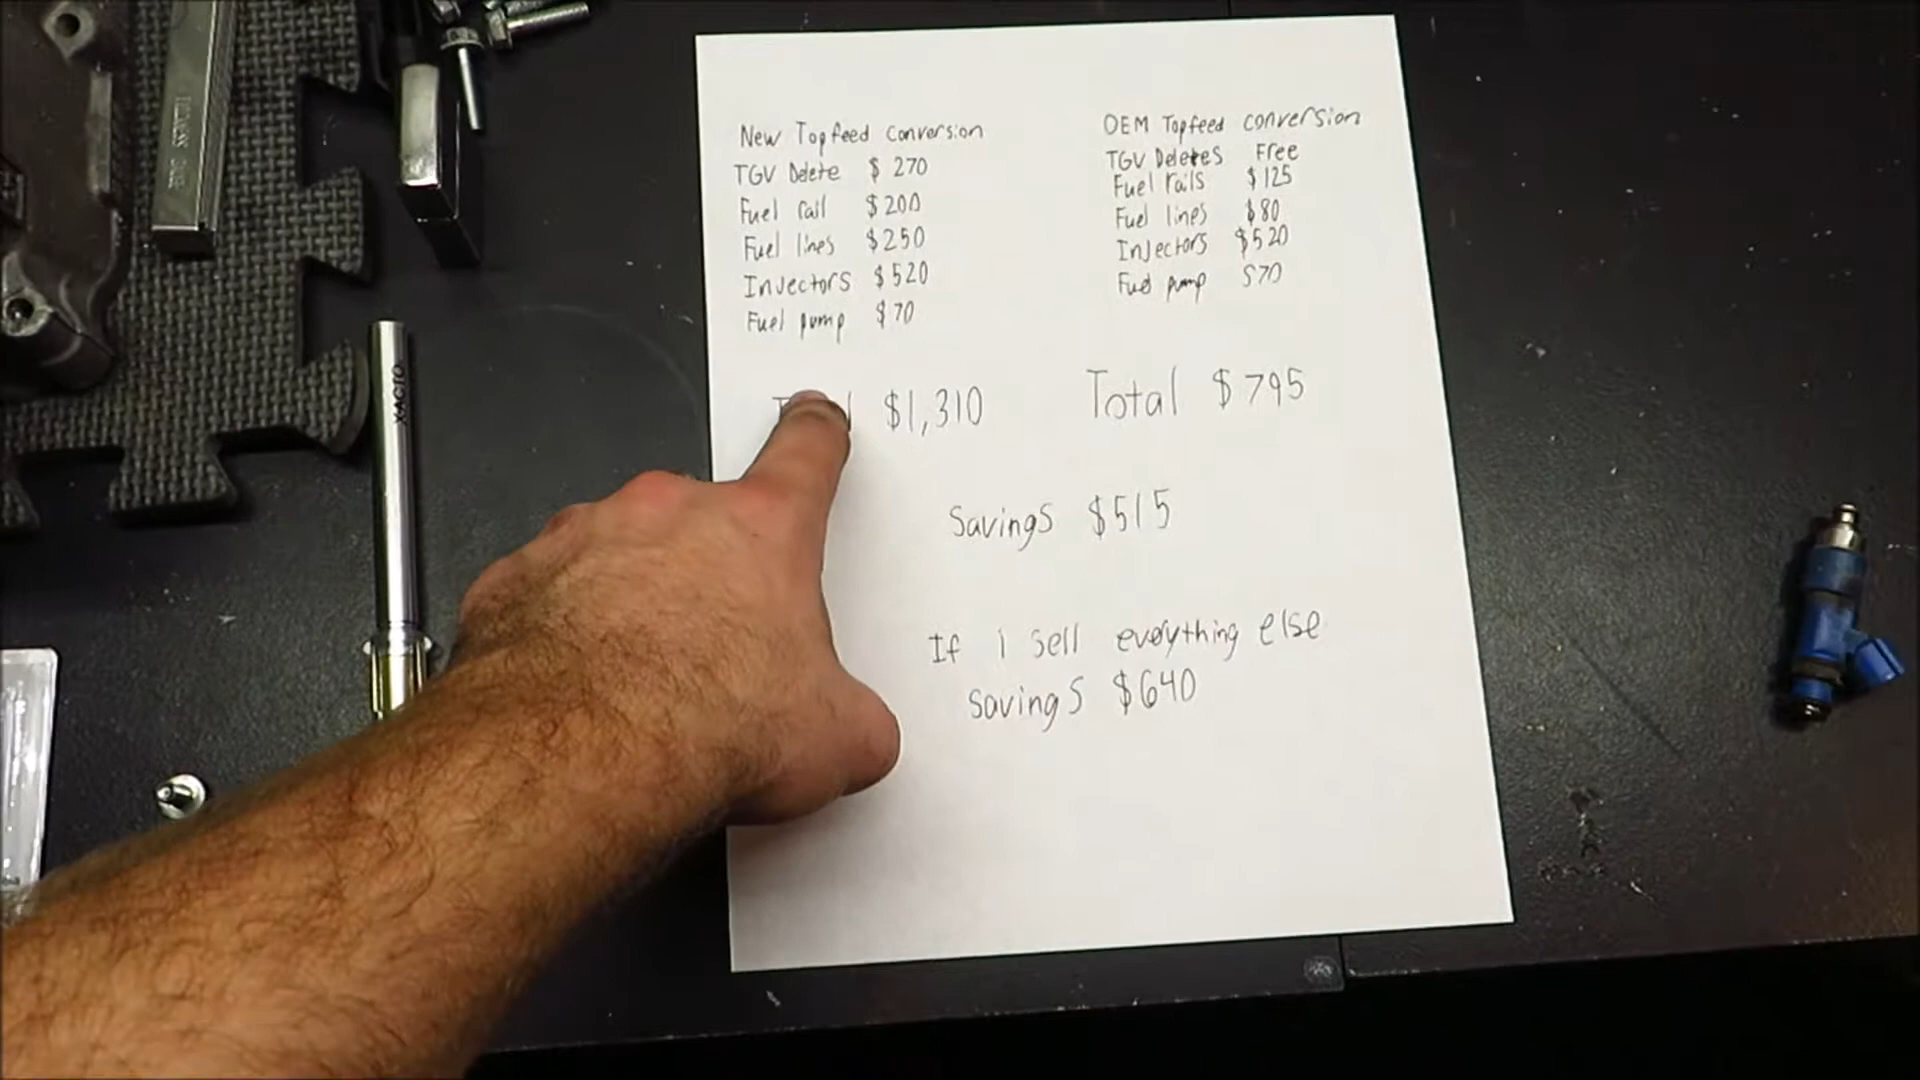 New Topfeed conversion
TGV Delete $270
Fuel rail $200
Fuel lines $250
Injectors $520
Fuel pump $70
$1,310
OEM Topfeed conversion
TGV Deletes Free
Fuel rails $125
Fuel lines $80
Injectors $520
Fuel pump $70
Total $795
Savings $515
If i sell everything else
savings $640
XACTO